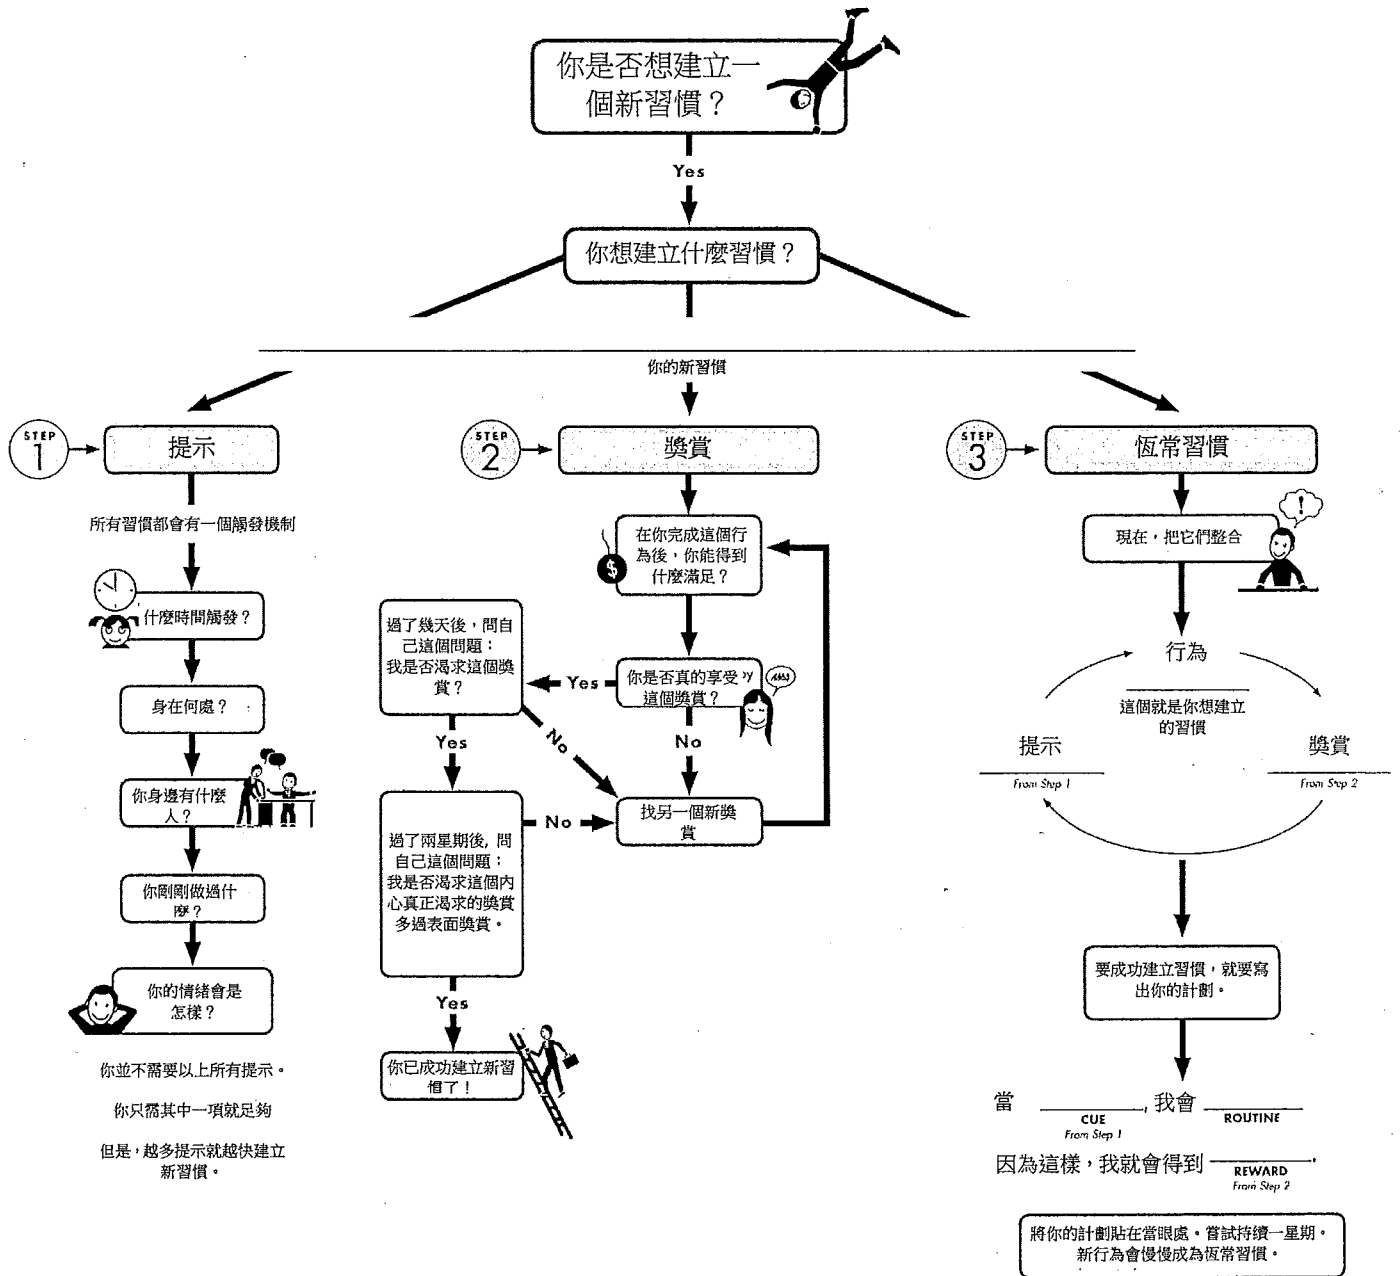 你是否想建立一
個新習慣？
Yes
你想建立什麼習慣？
你的新習慣
STEP
1
提示
所有習慣都會有一個觸發機制
什麼時間觸發？
身在何處？
你身邊有什麼
人？
你剛剛做過什
麼？
你的情緒會是
怎樣？
你並不需要以上所有提示。
你只需其中一項就足夠
但是，越多提示就越快建立
新習慣。
STEP
2
獎賞
在你完成這個行
為後，你能得到
什麼滿足？
$
你是否真的享受
這個獎賞？
Yes
No
過了幾天後，問自
己這個問題：
我是否渴求這個獎
賞？
Yes
No
找另一個新獎
賞
過了兩星期後, 問
自己這個問題：
我是否渴求這個内
心真正渴求的獎賞
多過表面獎賞。
No
Yes
你已成功建立新習
慣了！
STEP
3
恆常習慣
現在，把它們整合
!
行為
這個就是你想建立
的習慣
提示
From Step 1
獎賞
From Step 2
要成功建立習慣，就要寫
出你的計劃。
當 ________, 我會 ________
CUE
From Step 1
ROUTINE
因為這樣，我就會得到 ________.
REWARD
From Step 2
將你的計劃貼在當眼處。嘗試持續一星期。
新行為會慢慢成為恆常習慣。